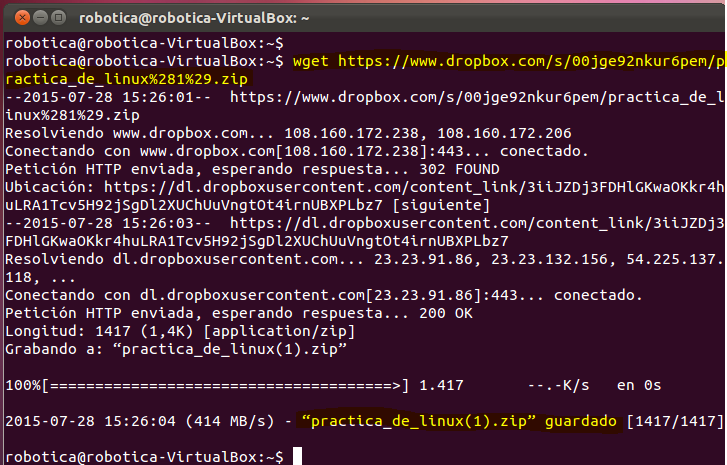 robotica@robotica-VirtualBox: ~
robotica@robotica-VirtualBox:~$
robotica@robotica-VirtualBox:~$ wget https://www.dropbox.com/s/00jge92nkur6pem/p
ractica_de_linux%281%29.zip
--2015-07-28 15:26:01--  https://www.dropbox.com/s/00jge92nkur6pem/practica_de_l
inux%281%29.zip
Resolviendo www.dropbox.com... 108.160.172.238, 108.160.172.206
Conectando con www.dropbox.com[108.160.172.238]:443... conectado.
Petición HTTP enviada, esperando respuesta... 302 FOUND
Ubicación: https://dl.dropboxusercontent.com/content_link/3iiJZDj3FDHlGKwaOKkr4h
uLRA1Tcv5H92jSgDl2XUChUuVngtOt4irnUBXPLbz7 [siguiente]
--2015-07-28 15:26:03--  https://dl.dropboxusercontent.com/content_link/3iiJZDj3
FDHlGKwaOKkr4huLRA1Tcv5H92jSgDl2XUChUuVngtOt4irnUBXPLbz7
Resolviendo dl.dropboxusercontent.com... 23.23.91.86, 23.23.132.156, 54.225.137.
118, ...
Conectando con dl.dropboxusercontent.com[23.23.91.86]:443... conectado.
Petición HTTP enviada, esperando respuesta... 200 OK
Longitud: 1417 (1,4K) [application/zip]
Grabando a: “practica_de_linux(1).zip”
100%[======================================>] 1.417       --.-K/s   en 0s
2015-07-28 15:26:04 (414 MB/s) - “practica_de_linux(1).zip” guardado [1417/1417]
robotica@robotica-VirtualBox:~$